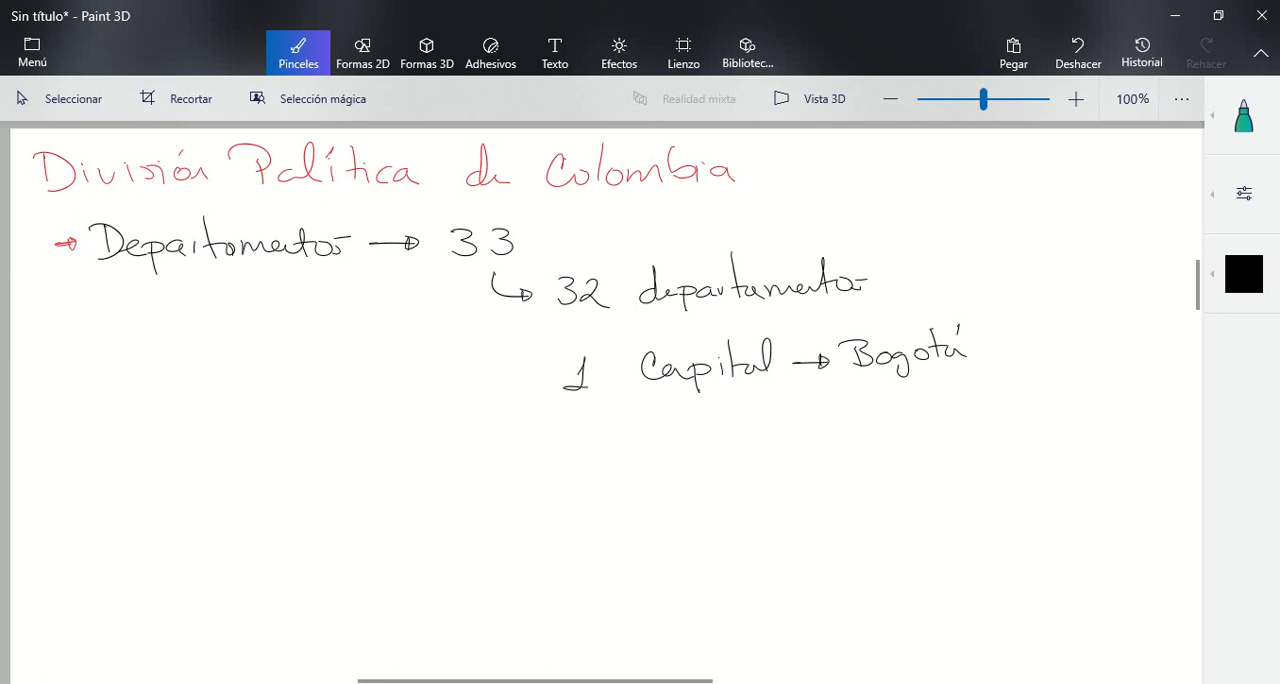 Sin título* - Paint 3D
Menú
Pinceles Formas 2D Formas 3D Adhesivos Texto Efectos Lienzo Bibliotec... Pegar Deshacer Historial Rehacer
Seleccionar Recortar Selección mágica Realidad mixta Vista 3D 100%
División Política de Colombia
→ Departamentos → 33
↳ 32 departamentos
1 Capital → Bogotá